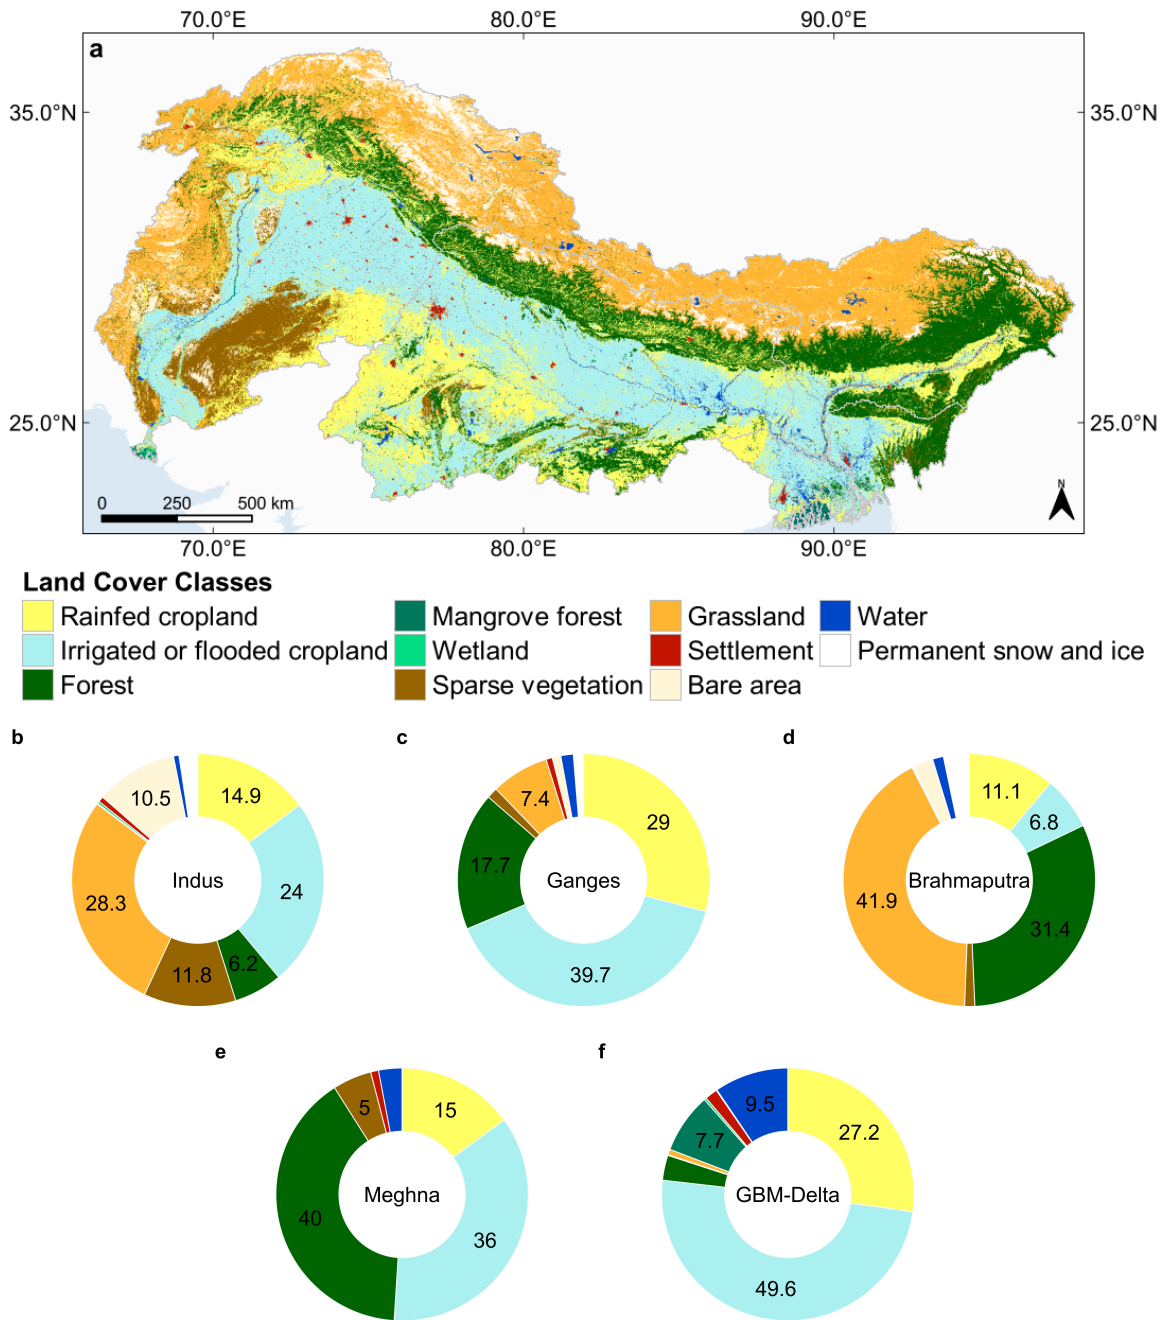 70.0°E 80.0°E 90.0°E
a
35.0°N 35.0°N
25.0°N 25.0°N
0 250 500 km
N
70.0°E 80.0°E 90.0°E
Land Cover Classes
Rainfed cropland Mangrove forest Grassland Water
Irrigated or flooded cropland Wetland Settlement Permanent snow and ice
Forest Sparse vegetation Bare area
b c d
10.5 14.9
Indus
28.3 24
11.8 6.2
7.4 29
17.7 Ganges
39.7
11.1
6.8
Brahmaputra
41.9 31.4
e f
5 15
Meghna
40 36
9.5 27.2
7.7
GBM-Delta
49.6